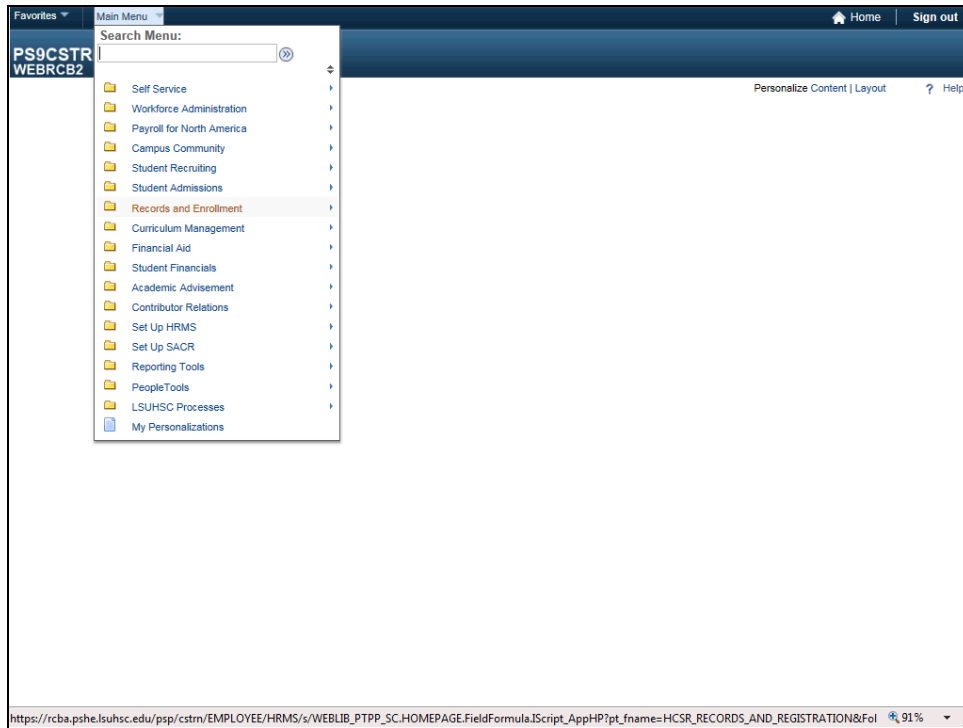 Favorites Main Menu Home Sign out
Search Menu:
PS9CSTR
WEBRCB2
Personalize Content | Layout ? Help
Self Service
Workforce Administration
Payroll for North America
Campus Community
Student Recruiting
Student Admissions
Records and Enrollment
Curriculum Management
Financial Aid
Student Financials
Academic Advisement
Contributor Relations
Set Up HRMS
Set Up SACR
Reporting Tools
PeopleTools
LSUHSC Processes
My Personalizations
https://rcba.pshe.lsuhsc.edu/psp/cstrn/EMPLOYEE/HRMS/s/WEBLIB_PTPP_SC.HOMEPAGE.FieldFormula.IScript_AppHP?pt_fname=HCSR_RECORDS_AND_REGISTRATION&Fol 91%